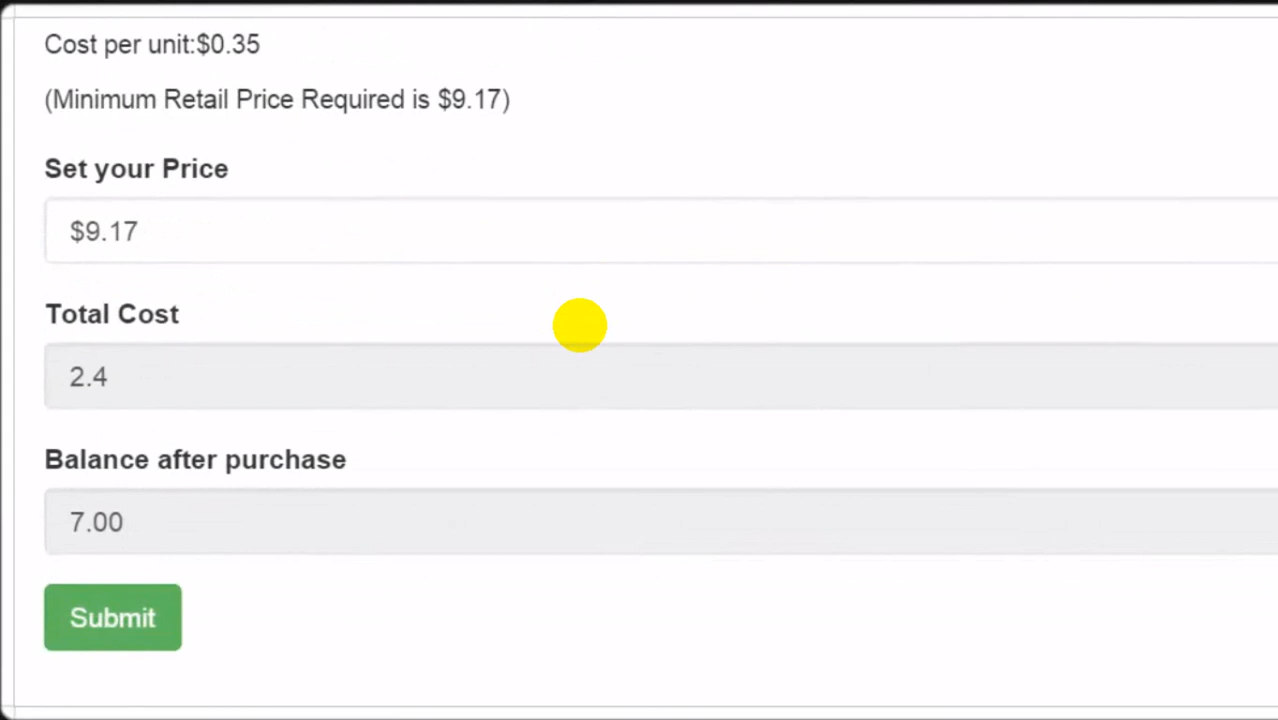 Cost per unit:$0.35
(Minimum Retail Price Required is $9.17)
Set your Price
$9.17
Total Cost
2.4
Balance after purchase
7.00
Submit